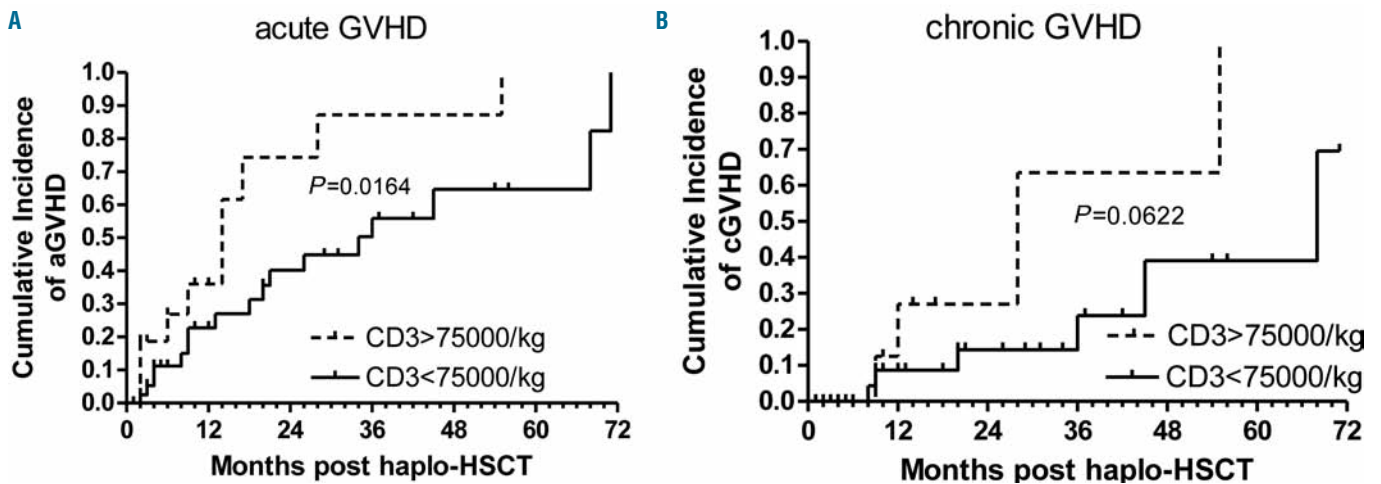 A
acute GVHD
Cumulative Incidence
of aGVHD
1.0
0.9
0.8
0.7
0.6
0.5
0.4
0.3
0.2
0.1
0.0
P=0.0164
CD3>75000/kg
CD3<75000/kg
0 12 24 36 48 60 72
Months post haplo-HSCT
B
chronic GVHD
Cumulative Incidence
of cGVHD
1.0
0.9
0.8
0.7
0.6
0.5
0.4
0.3
0.2
0.1
0.0
P=0.0622
CD3>75000/kg
CD3<75000/kg
0 12 24 36 48 60 72
Months post haplo-HSCT